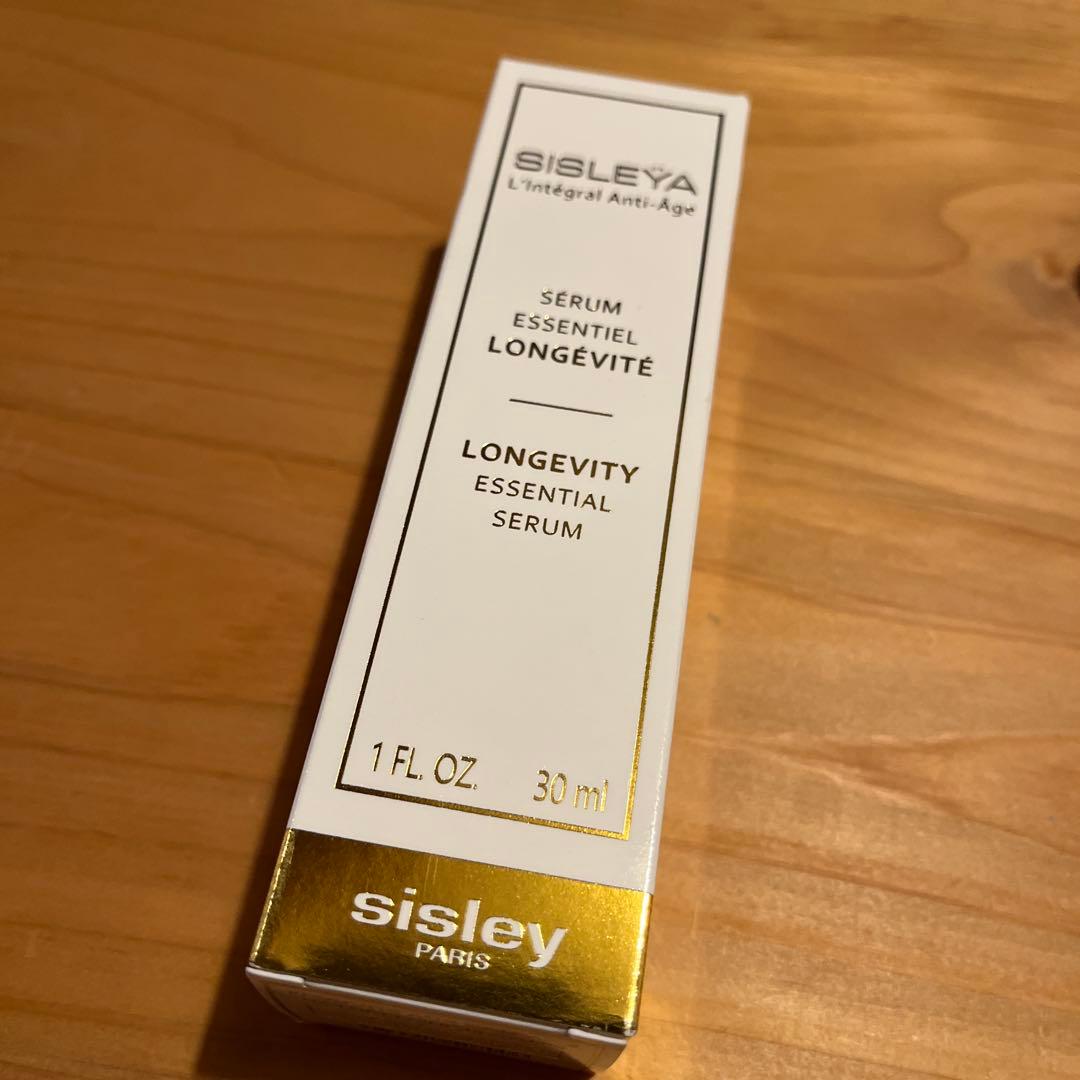 SISLEŸA
L'Intégral Anti-Âge
SÉRUM
ESSENTIEL
LONGÉVITÉ
LONGEVITY
ESSENTIAL
SERUM
1 FL. OZ. 30 ml
sisley
PARIS